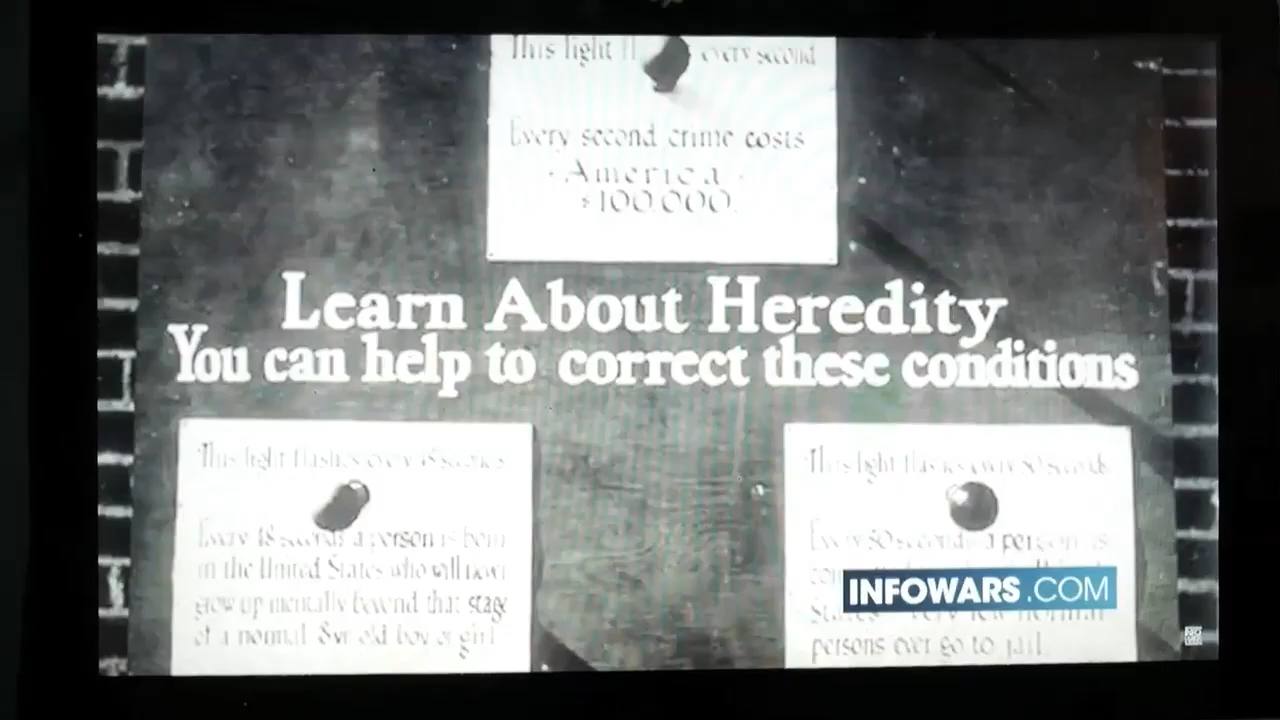 This light every second
Every second crime costs
America
$100,000.
Learn About Heredity
You can help to correct these conditions
This light flashes every 48 seconds
This light flashes every 50 seconds
Every 48 seconds a person is born
in the United States who will never
grow up mentally beyond that stage
of a normal 8 yr old boy or girl
Every 50 seconds a person is
INFOWARS.COM
States very few normal
persons ever go to jail.